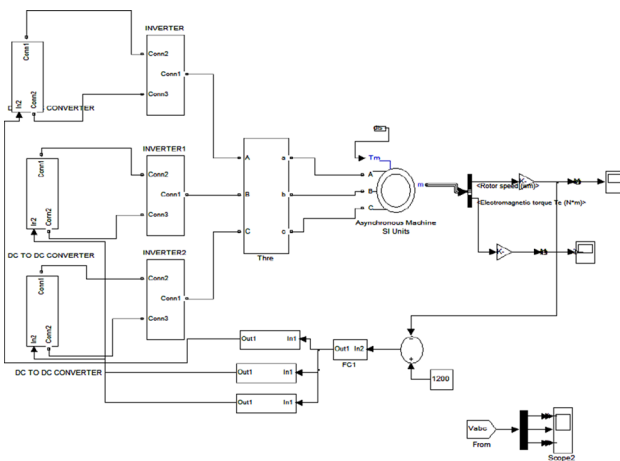 INVERTER
Conn1
Conn2
Conn1
Conn3
In2
Conn2
CONVERTER
INVERTER1
Conn1
Conn2
Conn1
Conn3
In2
Conn2
DC TO DC CONVERTER
INVERTER2
Conn1
Conn2
Conn1
Conn3
In2
Conn2
DC TO DC CONVERTER
A
a
B
b
C
c
Thre
Tm
A
B
C
m
Asynchronous Machine
SI Units
<Rotor speed (wm)>
<Electromagnetic torque Te (N*m)>
K-
K-
Out1
In1
Out1
In1
Out1
In1
Out1
In2
FC1
1200
Vabc
From
Scope2